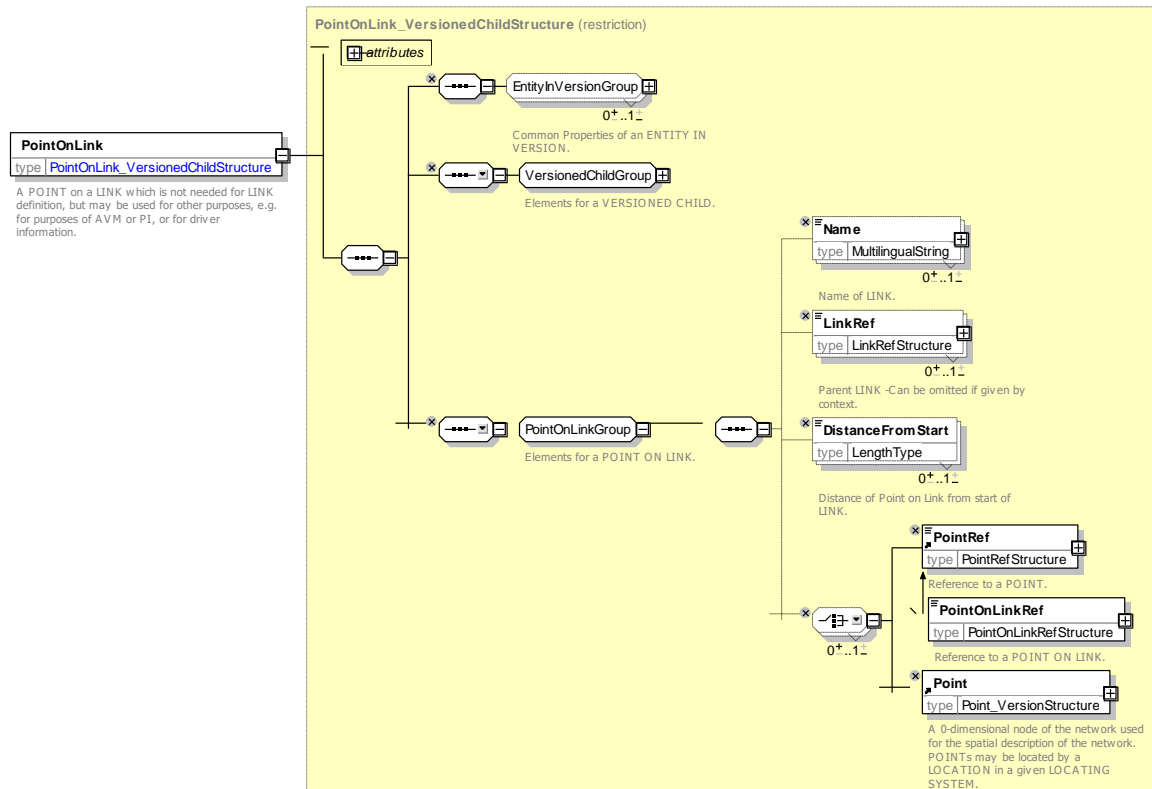 PointOnLink_VersionedChildStructure (restriction)
attributes
EntityInVersionGroup
0..1
Common Properties of an ENTITY IN
VERSION.
PointOnLink
type PointOnLink_VersionedChildStructure
A POINT on a LINK which is not needed for LINK
definition, but may be used for other purposes, e.g.
for purposes of AVM or PI, or for driver
information.
VersionedChildGroup
Elements for a VERSIONED CHILD.
Name
type MultilingualString
0..1
Name of LINK.
LinkRef
type LinkRefStructure
0..1
Parent LINK -Can be omitted if given by
context.
PointOnLinkGroup
Elements for a POINT ON LINK.
DistanceFromStart
type LengthType
0..1
Distance of Point on Link from start of
LINK.
PointRef
type PointRefStructure
Reference to a POINT.
PointOnLinkRef
type PointOnLinkRefStructure
Reference to a POINT ON LINK.
0..1
Point
type Point_VersionStructure
A 0-dimensional node of the network used
for the spatial description of the network.
POINTs may be located by a
LOCATION in a given LOCATING
SYSTEM.